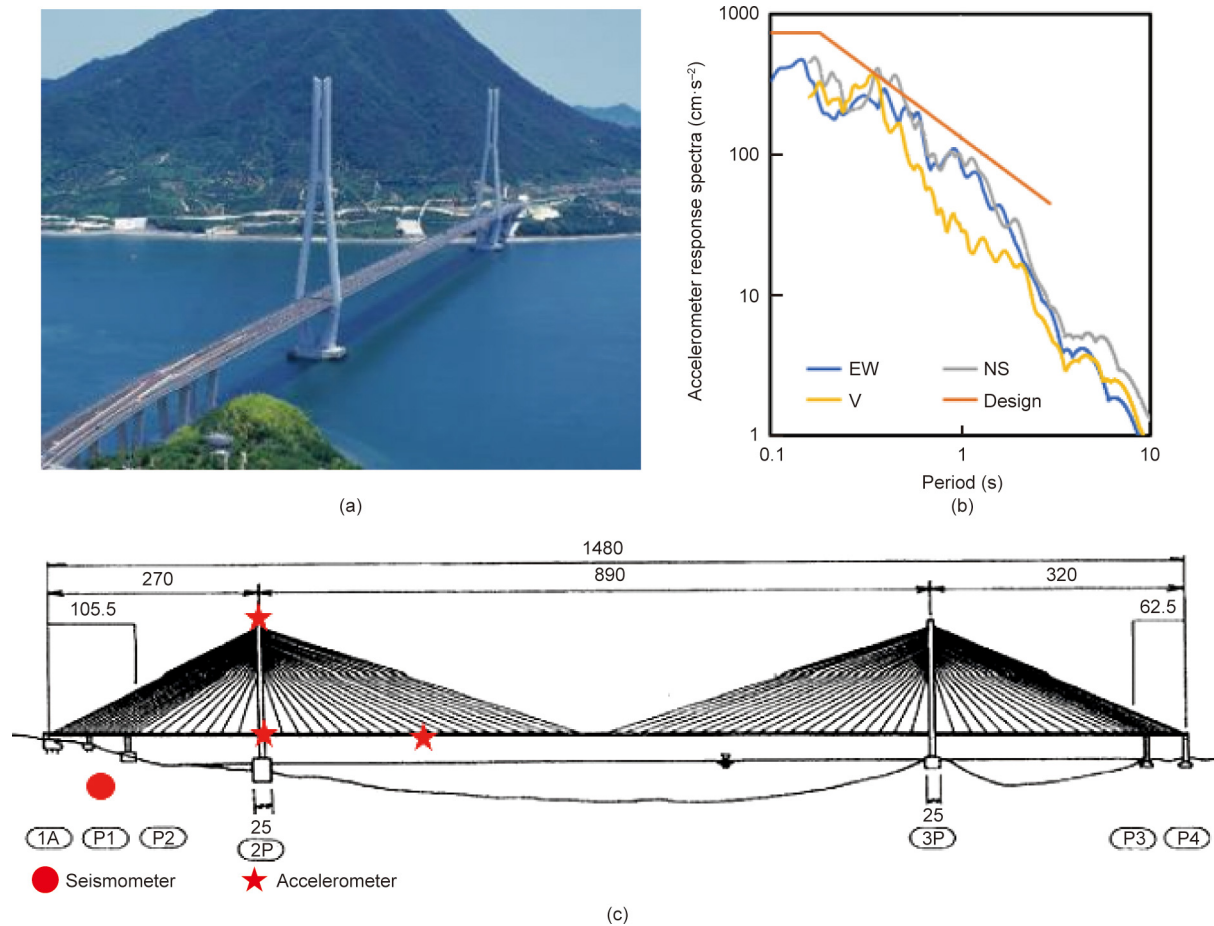 1000
100
10
1
Accelerometer response spectra (cm·s⁻²)
EW
NS
V
Design
0.1
1
10
Period (s)
(a)
(b)
1480
270
890
320
105.5
62.5
25
25
1A
P1
P2
2P
3P
P3
P4
Seismometer
Accelerometer
(c)